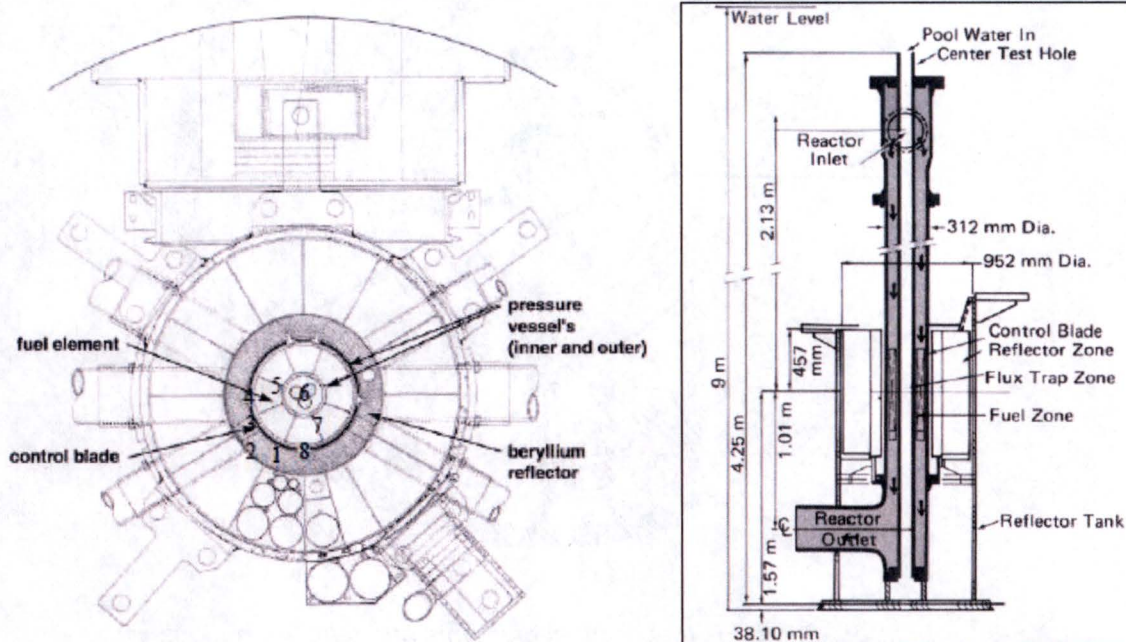 fuel element
control blade
pressure
vessel's
(inner and outer)
beryllium
reflector
5
6
7
2
1
8
Water Level
Pool Water In
Center Test Hole
Reactor
Inlet
2.13 m
312 mm Dia.
952 mm Dia.
457
mm
Control Blade
Reflector Zone
Flux Trap Zone
Fuel Zone
9 m
4.25 m
1.01 m
Reactor
Outlet
Reflector Tank
1.57 m
38.10 mm